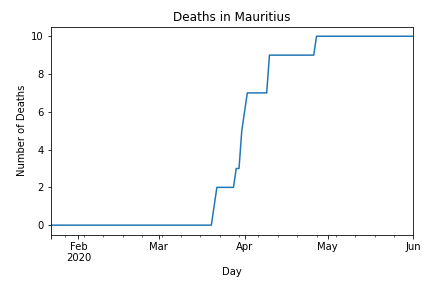 Deaths in Mauritius
10
8
6
4
2
0
Number of Deaths
Feb
2020
Mar
Apr
May
Jun
Day